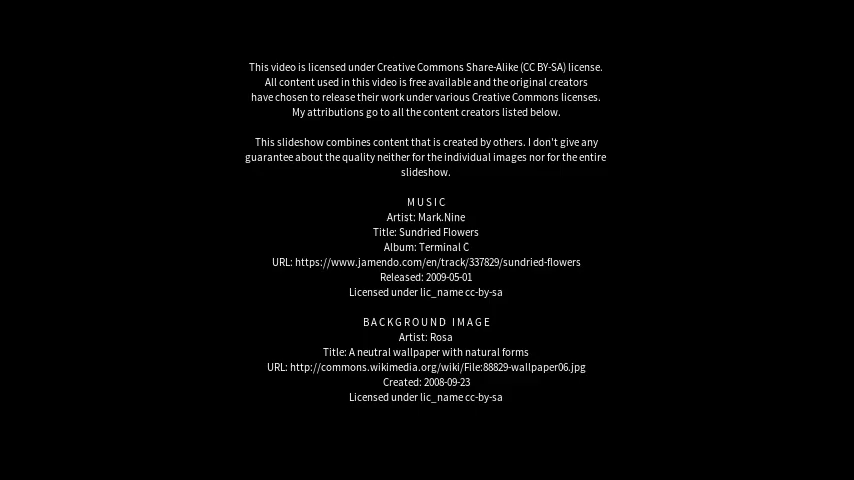 This video is licensed under Creative Commons Share-Alike (CC BY-SA) license.
All content used in this video is free available and the original creators
have chosen to release their work under various Creative Commons licenses.
My attributions go to all the content creators listed below.
This slideshow combines content that is created by others. I don't give any
guarantee about the quality neither for the individual images nor for the entire
slideshow.
MUSIC
Artist: Mark.Nine
Title: Sundried Flowers
Album: Terminal C
URL: https://www.jamendo.com/en/track/337829/sundried-flowers
Released: 2009-05-01
Licensed under lic_name cc-by-sa
BACKGROUND IMAGE
Artist: Rosa
Title: A neutral wallpaper with natural forms
URL: http://commons.wikimedia.org/wiki/File:88829-wallpaper06.jpg
Created: 2008-09-23
Licensed under lic_name cc-by-sa